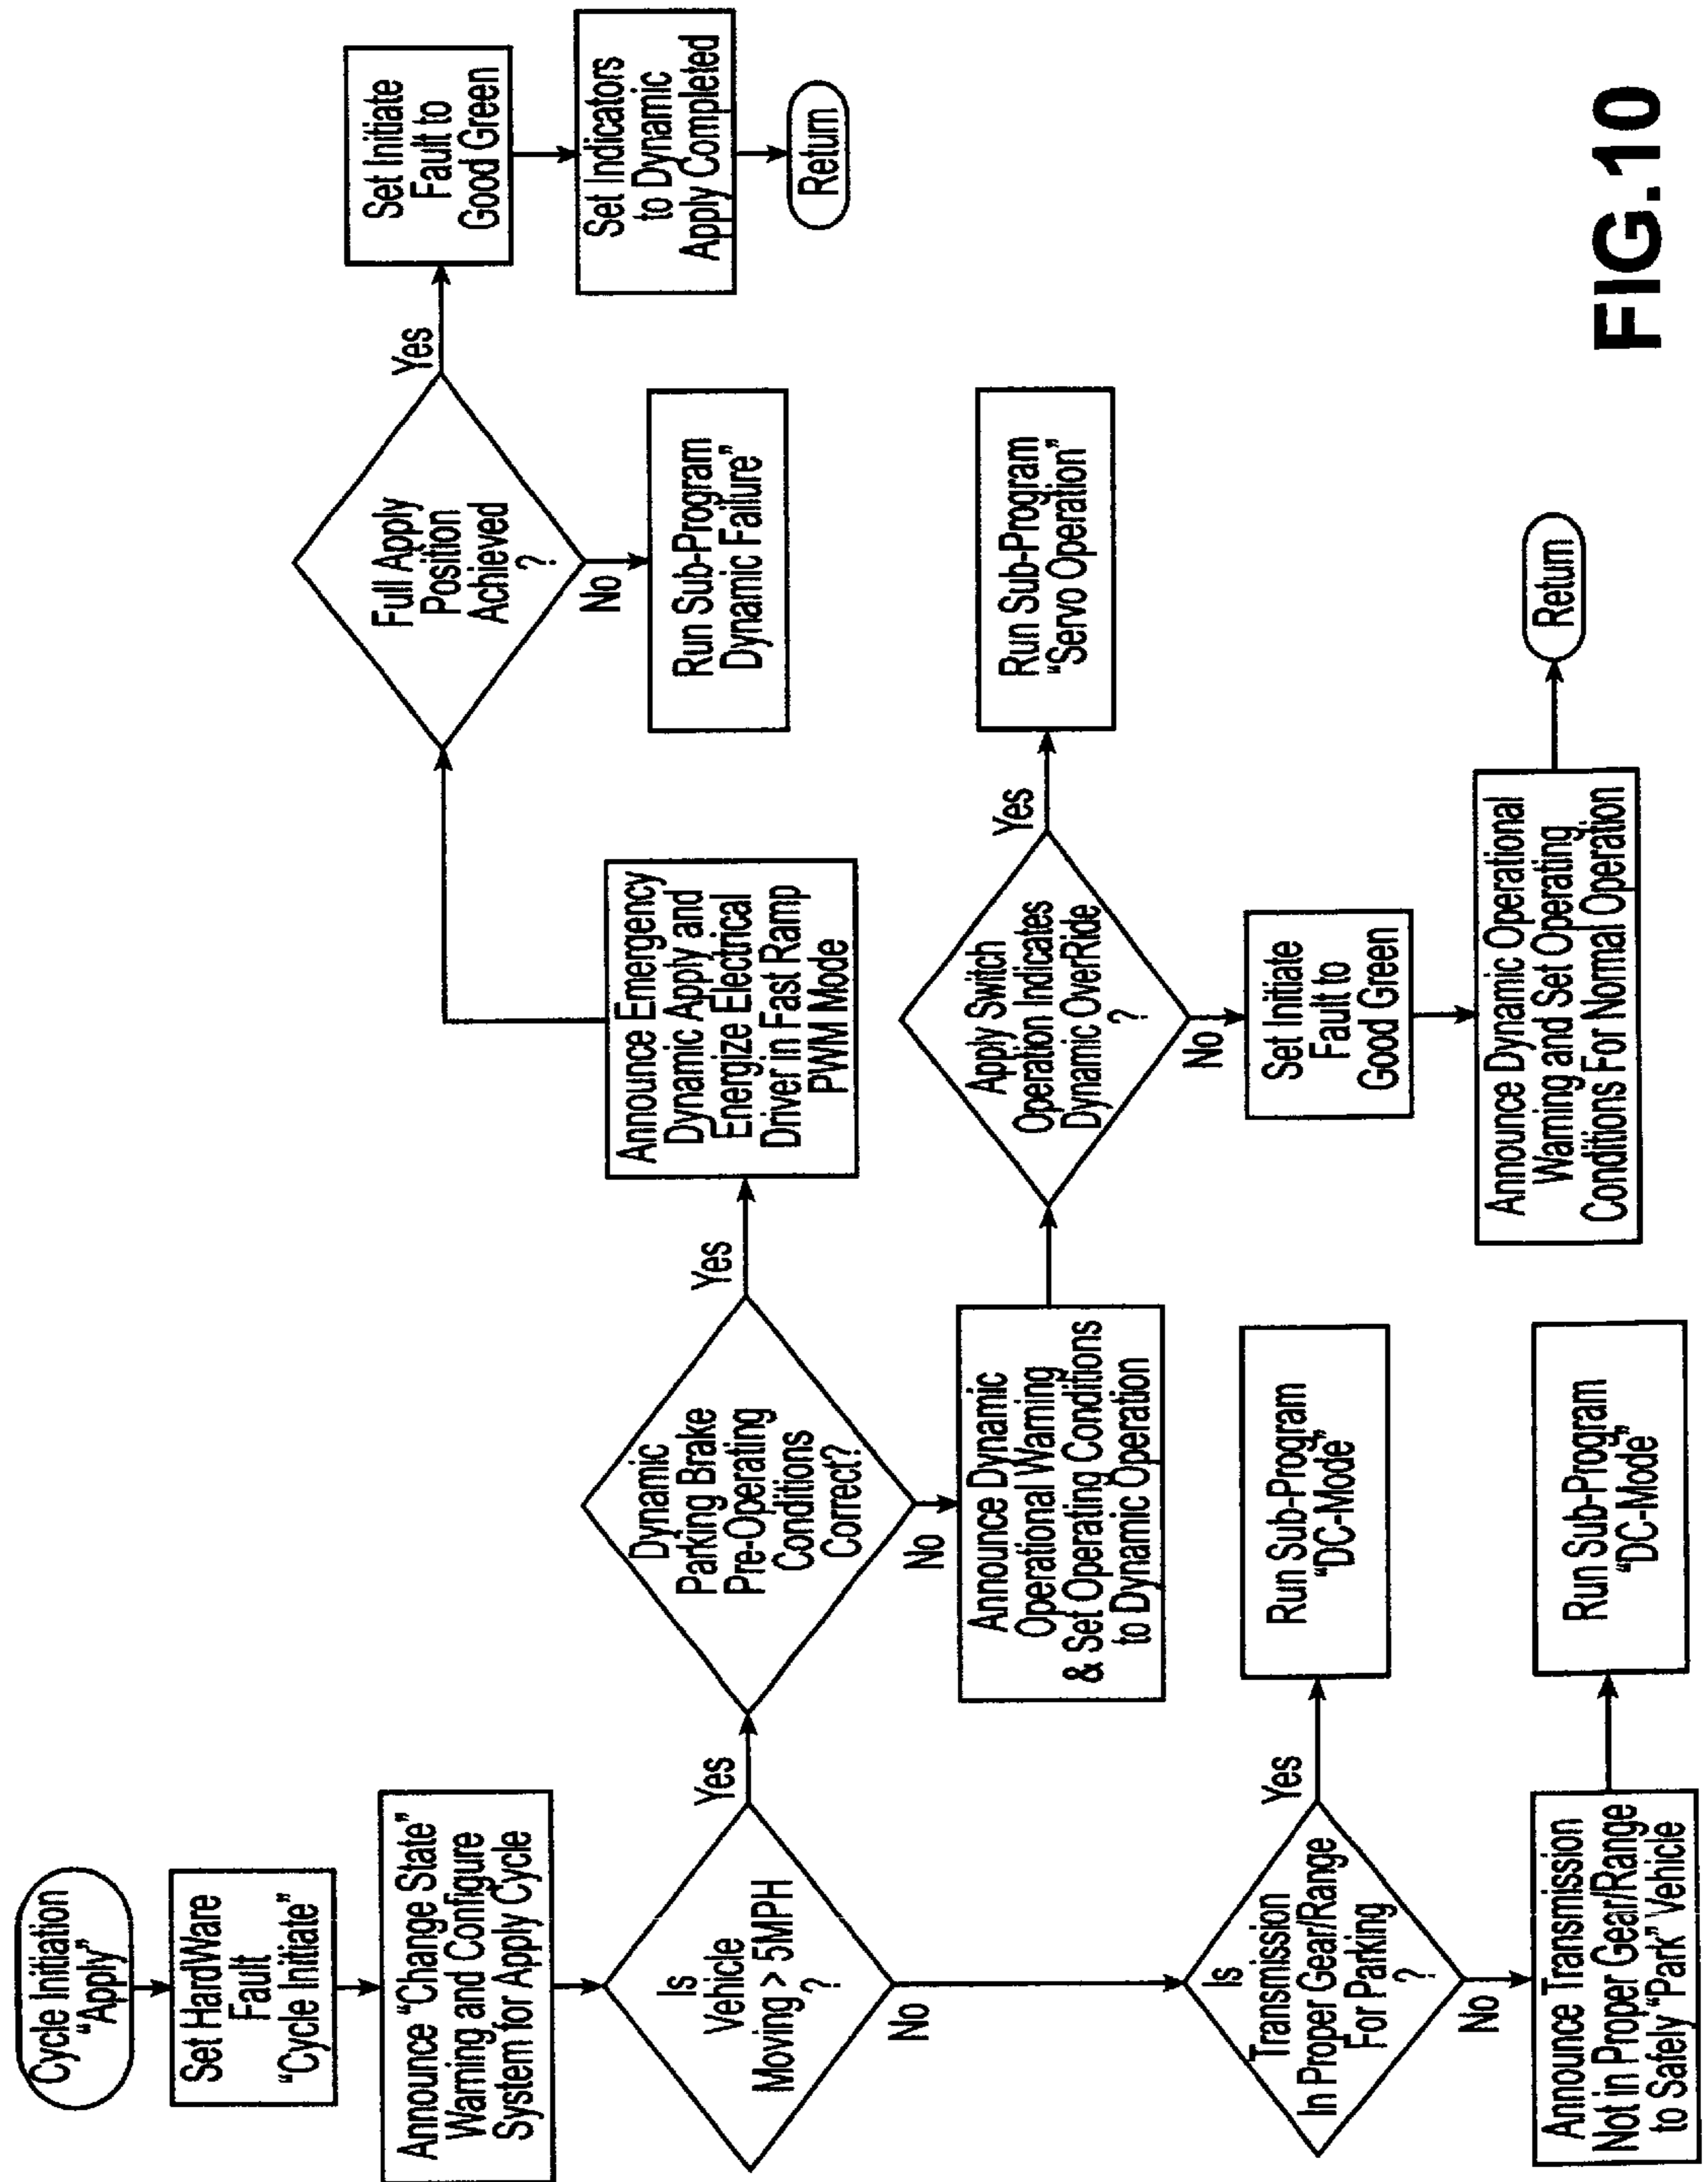 Cycle Initiation
"Apply"
Set HardWare
Fault
"Cycle Initiate"
Announce "Change State"
Warning and Configure
System for Apply Cycle
Is
Vehicle
Moving > 5MPH
?
Yes
No
Dynamic
Parking Brake
Pre-Operating
Conditions
Correct?
Yes
No
Announce Emergency
Dynamic Apply and
Energize Electrical
Driver in Fast Ramp
PWM Mode
Full Apply
Position
Achieved
?
Yes
No
Set Initiate
Fault to
Good Green
Set Indicators
to Dynamic
Apply Completed
Return
Run Sub-Program
Dynamic Failure"
Announce Dynamic
Operational Warning
& Set Operating Conditions
to Dynamic Operation
Apply Switch
Operation Indicates
Dynamic OverRide
?
Yes
No
Run Sub-Program
"Servo Operation"
Set Initiate
Fault to
Good Green
Announce Dynamic Operational
Warning and Set Operating
Conditions For Normal Operation
Return
Is
Transmission
In Proper Gear/Range
For Parking
?
Yes
No
Run Sub-Program
"DC-Mode"
Announce Transmission
Not in Proper Gear/Range
to Safely "Park" Vehicle
Run Sub-Program
"DC-Mode"
FIG.10